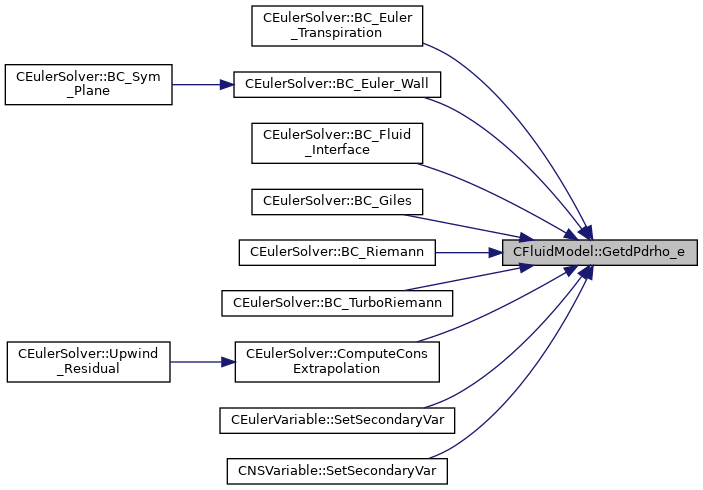 CEulerSolver::BC_Euler
_Transpiration
CEulerSolver::BC_Sym
_Plane
CEulerSolver::BC_Euler_Wall
CEulerSolver::BC_Fluid
_Interface
CEulerSolver::BC_Giles
CEulerSolver::BC_Riemann
CFluidModel::GetdPdrho_e
CEulerSolver::BC_TurboRiemann
CEulerSolver::Upwind
_Residual
CEulerSolver::ComputeCons
Extrapolation
CEulerVariable::SetSecondaryVar
CNSVariable::SetSecondaryVar